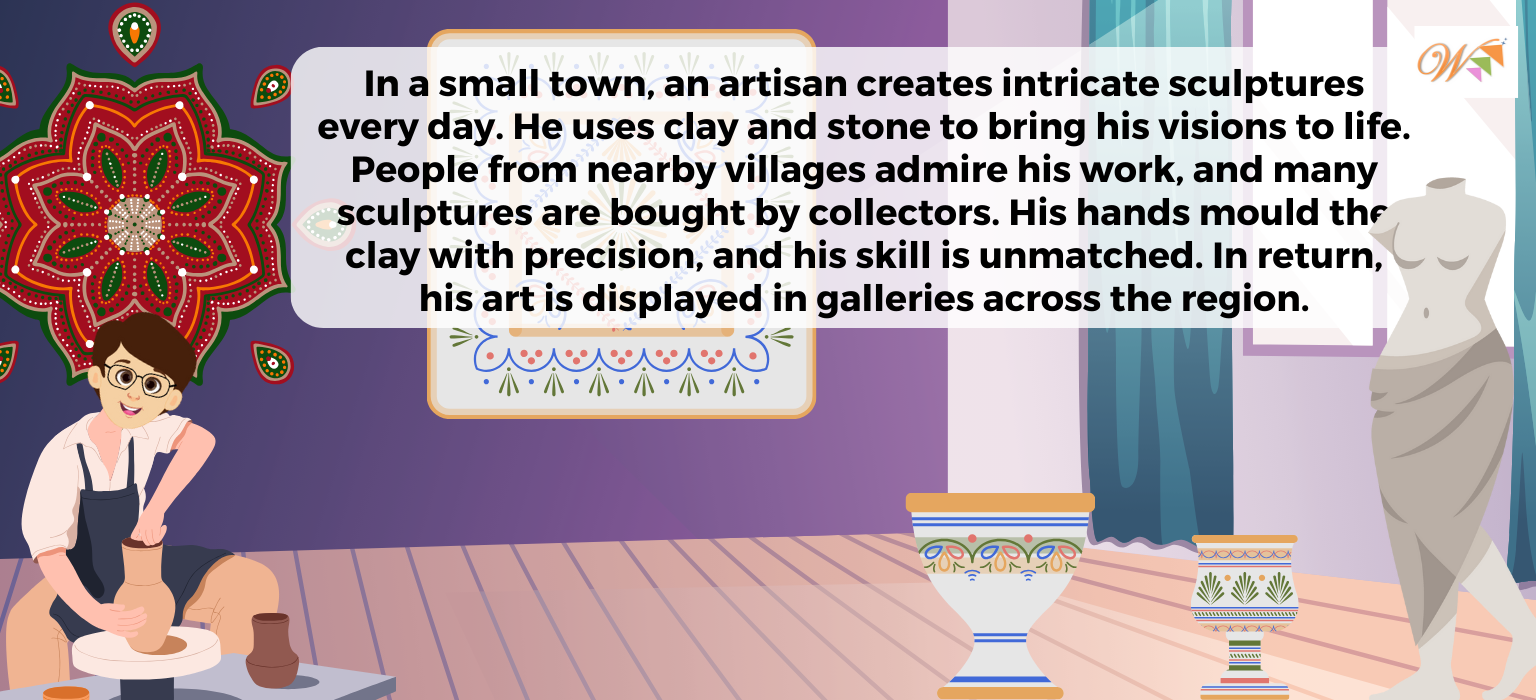 In a small town, an artisan creates intricate sculptures
every day. He uses clay and stone to bring his visions to life.
People from nearby villages admire his work, and many
sculptures are bought by collectors. His hands mould the
clay with precision, and his skill is unmatched. In return,
his art is displayed in galleries across the region.
W